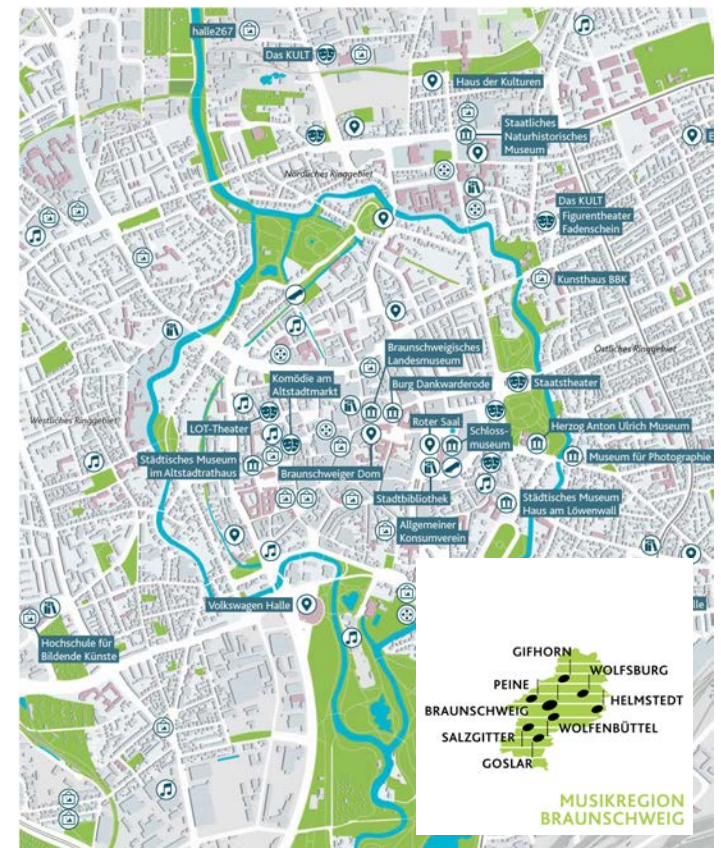 halle267
Das KULT
Haus der Kulturen
Staatliches
Naturhistorisches
Museum
Nördliches Ringgebiet
Das KULT
Figurentheater
Fadenschein
Kunsthaus BBK
Östliches Ringgebiet
Braunschweigisches
Landesmuseum
Komödie am
Altstadtmarkt
Burg Dankwarderode
Staatstheater
Westliches Ringgebiet
LOT-Theater
Roter Saal
Schloss-
museum
Herzog Anton Ulrich Museum
Städtisches Museum
im Altstadtrathaus
Braunschweiger Dom
Museum für Photographie
Stadtbibliothek
Städtisches Museum
Haus am Löwenwall
Allgemeiner
Konsumverein
Volkswagen Halle
Hochschule für
Bildende Künste
GIFHORN
WOLFSBURG
PEINE
HELMSTEDT
BRAUNSCHWEIG
WOLFENBÜTTEL
SALZGITTER
GOSLAR
MUSIKREGION
BRAUNSCHWEIG